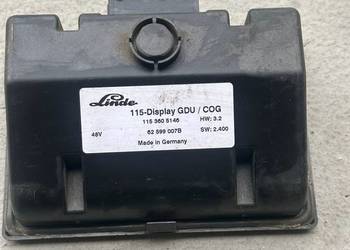 Linde
115-Display GDU / COG
115 360 5146 HW: 3.2
48V 62 599 007B SW: 2.400
Made in Germany